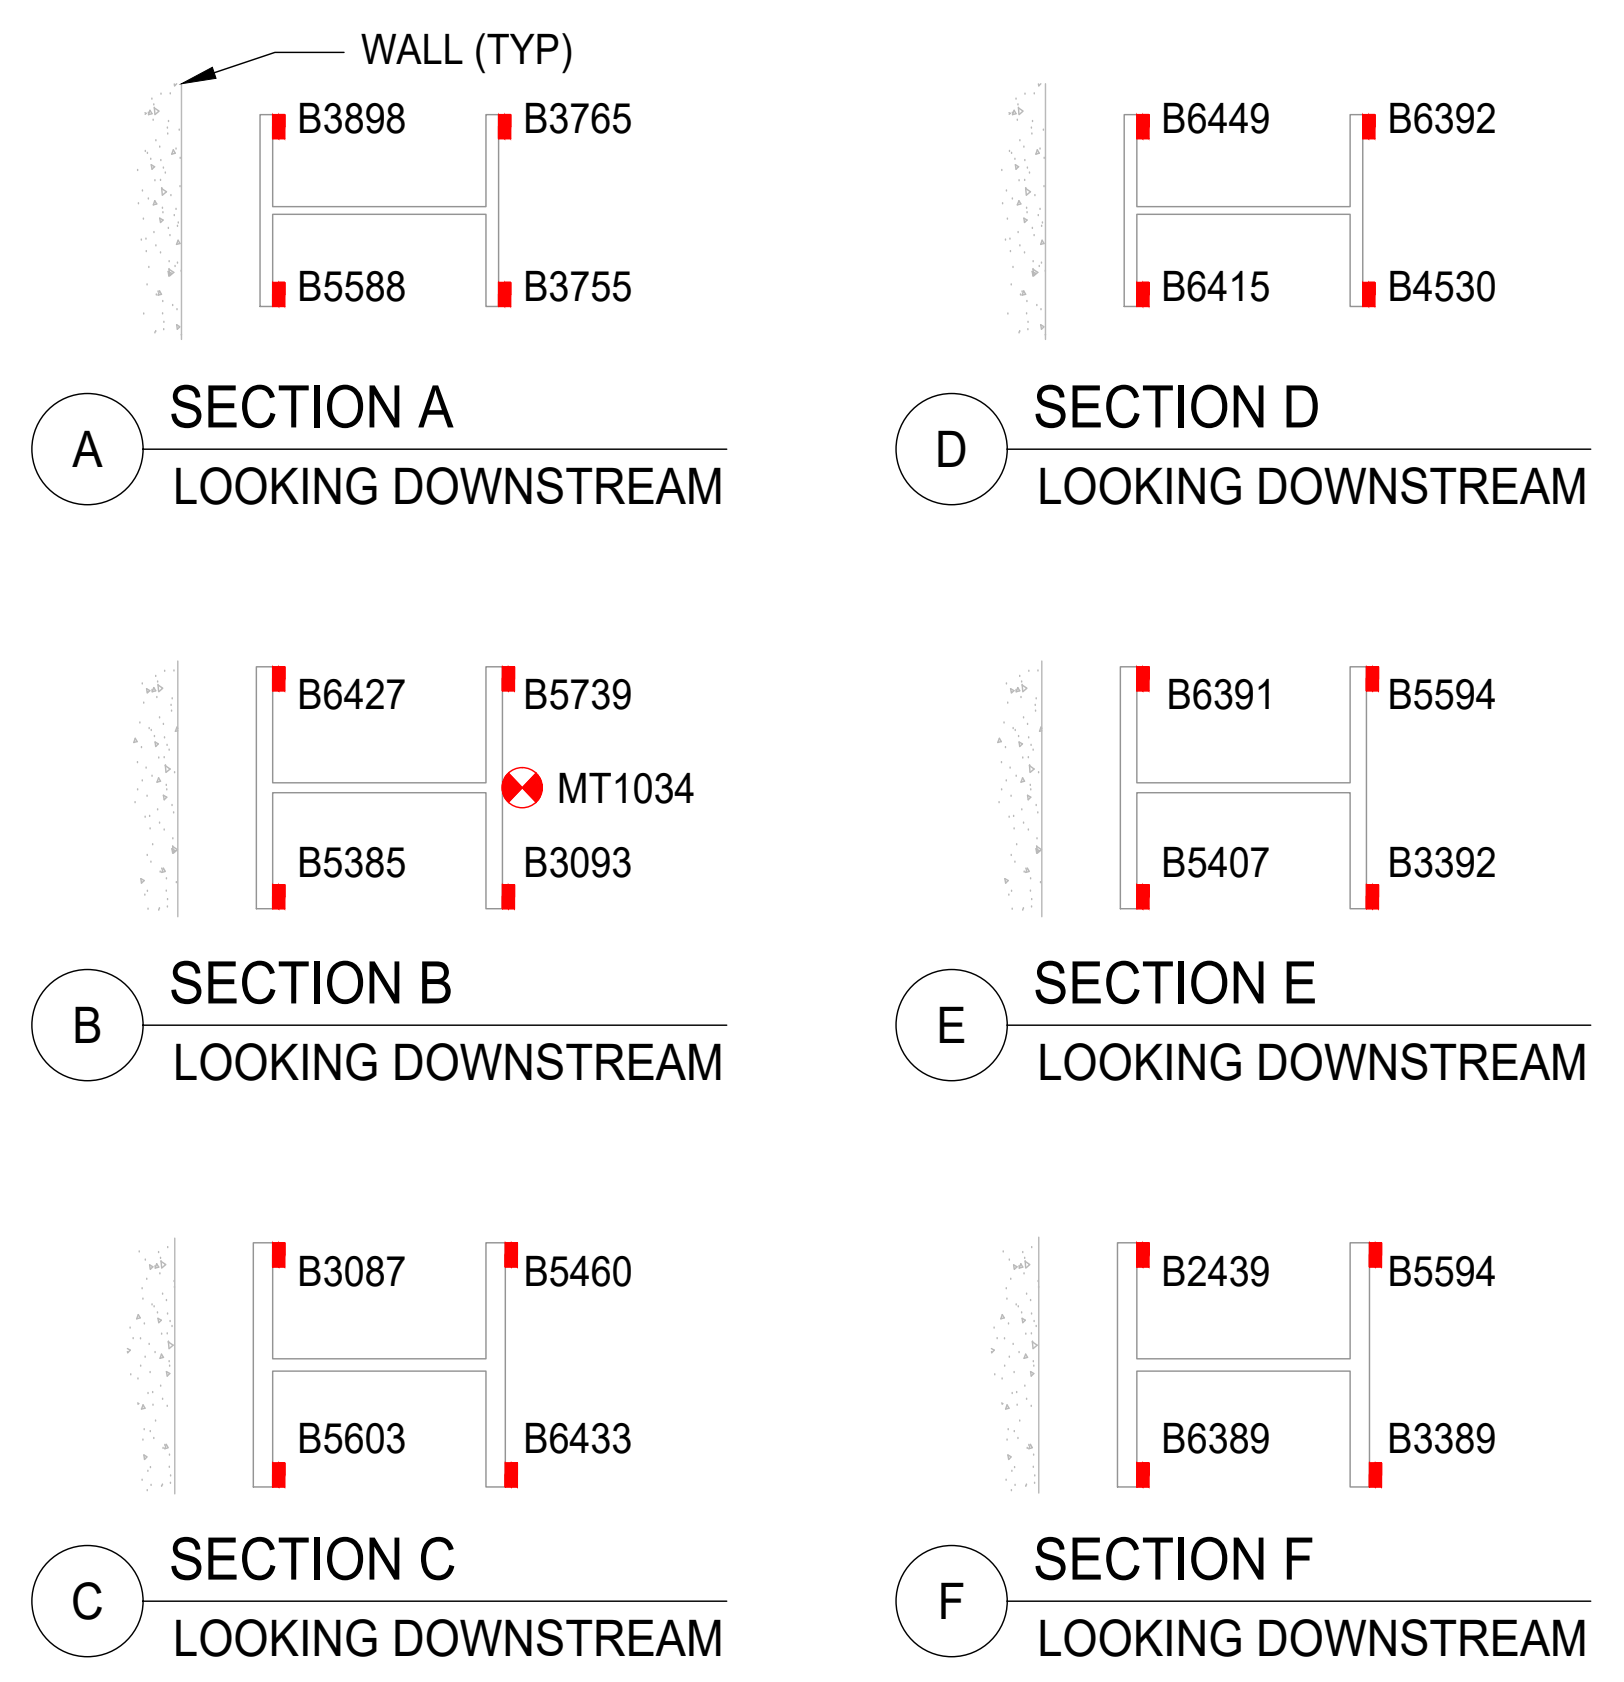 WALL (TYP)
B3898 B3765
B5588 B3755
A
SECTION A
LOOKING DOWNSTREAM
B6449 B6392
B6415 B4530
D
SECTION D
LOOKING DOWNSTREAM
B6427 B5739
MT1034
B5385 B3093
B
SECTION B
LOOKING DOWNSTREAM
B6391 B5594
B5407 B3392
E
SECTION E
LOOKING DOWNSTREAM
B3087 B5460
B5603 B6433
C
SECTION C
LOOKING DOWNSTREAM
B2439 B5594
B6389 B3389
F
SECTION F
LOOKING DOWNSTREAM